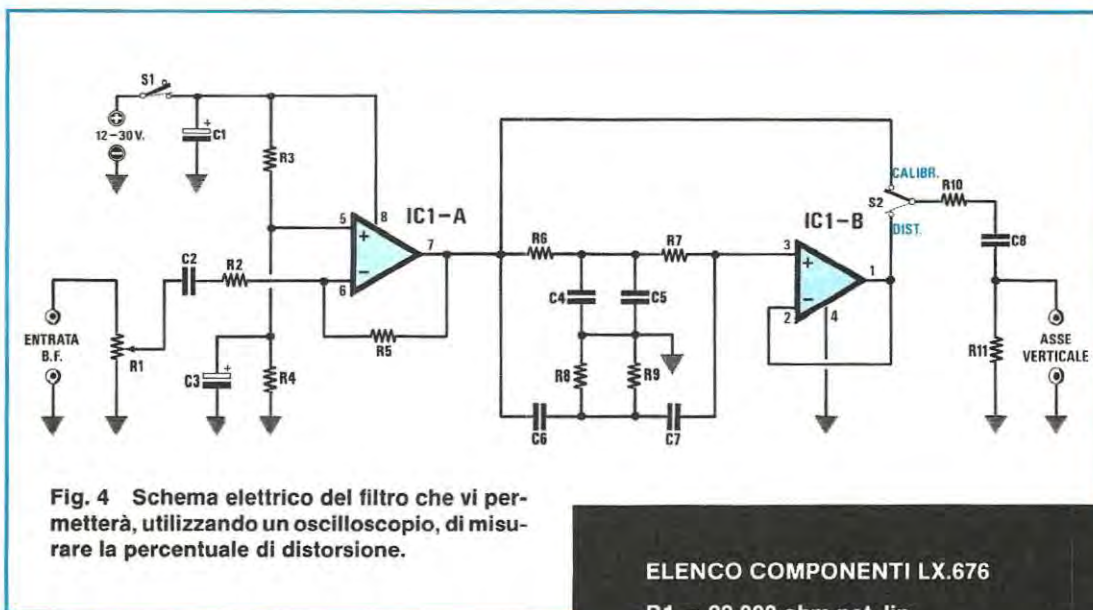 S1
12-30 V.
C1
R3
5
8
IC1-A
7
6
C2
R2
R5
ENTRATA
B.F.
R1
C3
R4
R6
R7
C4
C5
R8
R9
C6
C7
IC1-B
3
1
2
4
CALIBR.
S2
DIST.
R10
C8
R11
ASSE
VERTICALE
Fig. 4 Schema elettrico del filtro che vi per-
metterà, utilizzando un oscilloscopio, di misu-
rare la percentuale di distorsione.
ELENCO COMPONENTI LX.676